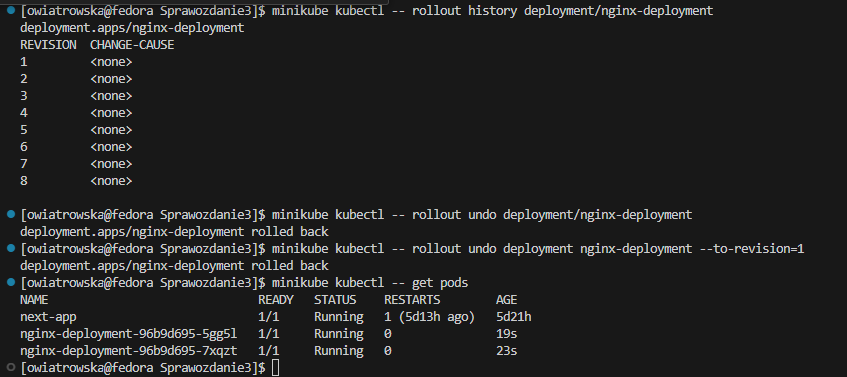 [owiatrowska@fedora Sprawozdanie3]$ minikube kubectl -- rollout history deployment/nginx-deployment
deployment.apps/nginx-deployment
REVISION  CHANGE-CAUSE
1         <none>
2         <none>
3         <none>
4         <none>
5         <none>
6         <none>
7         <none>
8         <none>

[owiatrowska@fedora Sprawozdanie3]$ minikube kubectl -- rollout undo deployment/nginx-deployment
deployment.apps/nginx-deployment rolled back
[owiatrowska@fedora Sprawozdanie3]$ minikube kubectl -- rollout undo deployment nginx-deployment --to-revision=1
deployment.apps/nginx-deployment rolled back
[owiatrowska@fedora Sprawozdanie3]$ minikube kubectl -- get pods
NAME                              READY   STATUS    RESTARTS        AGE
next-app                          1/1     Running   1 (5d13h ago)   5d21h
nginx-deployment-96b9d695-5gg5l   1/1     Running   0               19s
nginx-deployment-96b9d695-7xqzt   1/1     Running   0               23s
[owiatrowska@fedora Sprawozdanie3]$